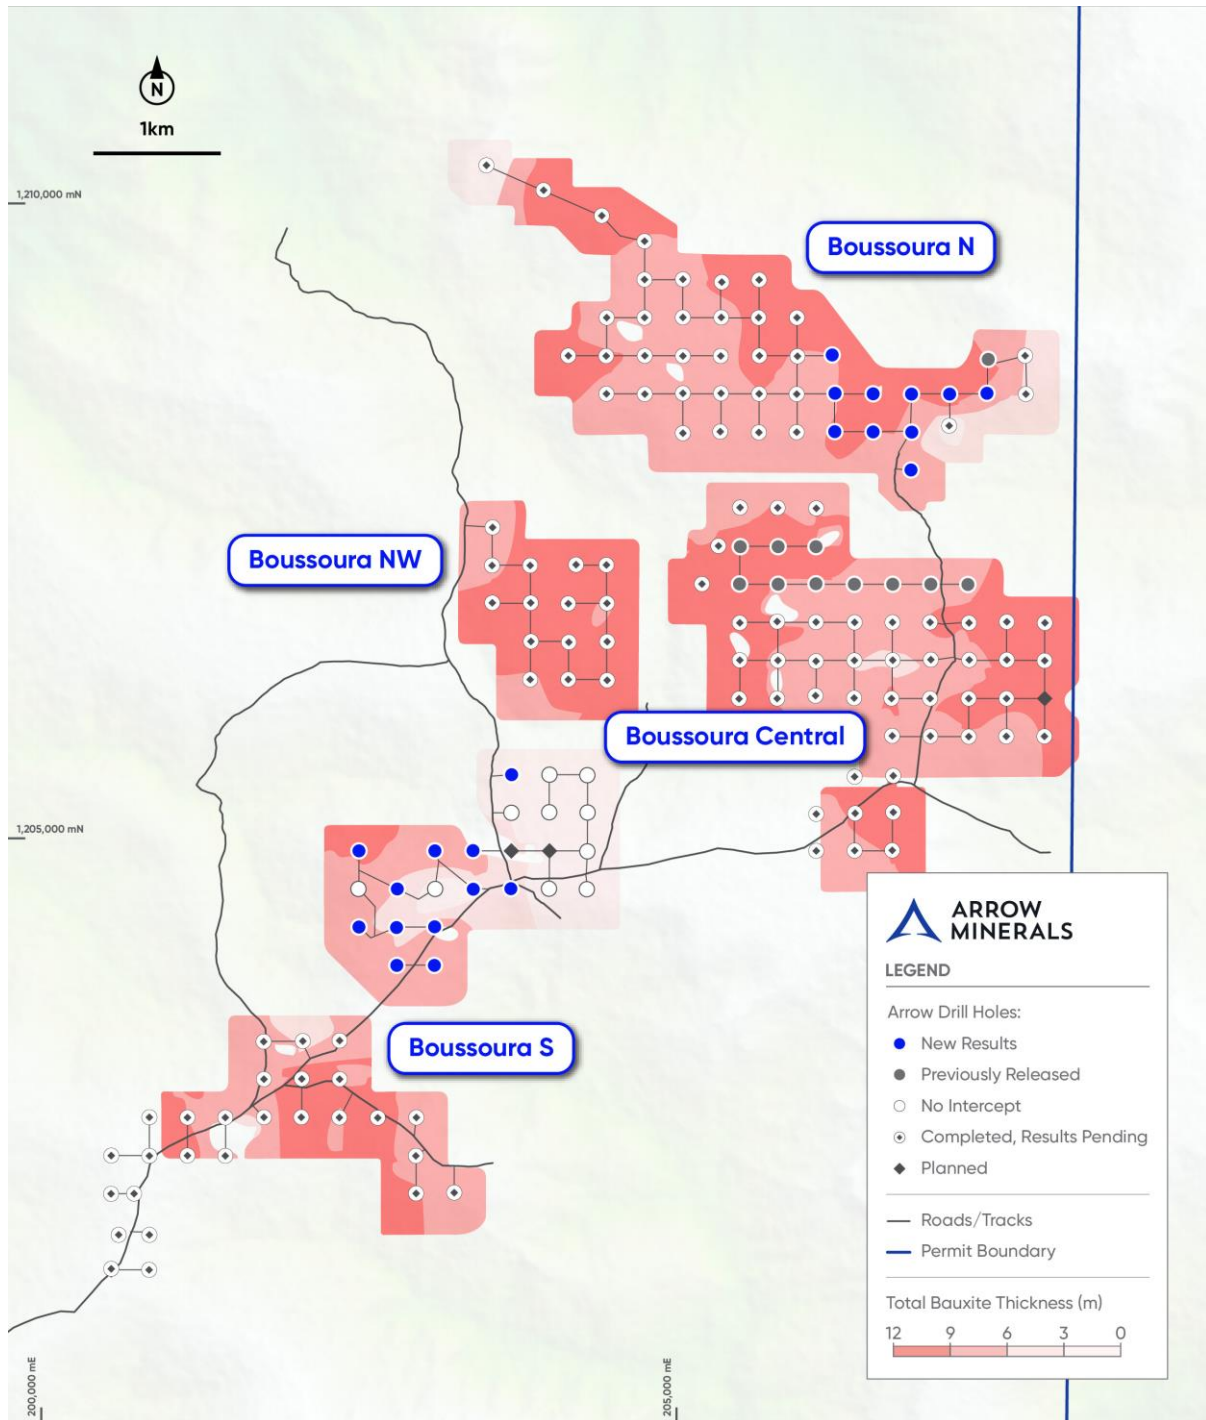 N
1km
1,210,000 mN
Boussoura N
Boussoura NW
Boussoura Central
1,205,000 mN
Boussoura S
ARROW
MINERALS
LEGEND
Arrow Drill Holes:
New Results
Previously Released
No Intercept
Completed, Results Pending
Planned
Roads/Tracks
Permit Boundary
Total Bauxite Thickness (m)
12 9 6 3 0
200,000 mE
205,000 mE